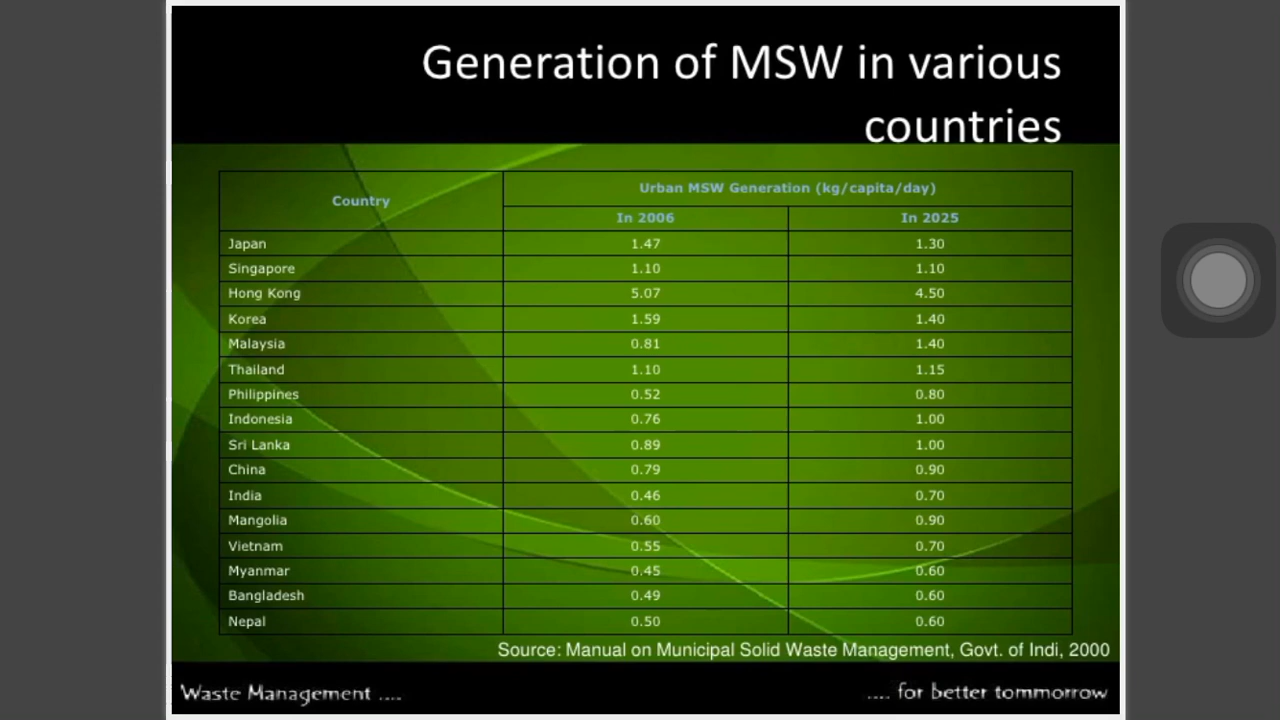 Generation of MSW in various
countries
Country
Urban MSW Generation (kg/capita/day)
In 2006 In 2025
Japan 1.47 1.30
Singapore 1.10 1.10
Hong Kong 5.07 4.50
Korea 1.59 1.40
Malaysia 0.81 1.40
Thailand 1.10 1.15
Philippines 0.52 0.80
Indonesia 0.76 1.00
Sri Lanka 0.89 1.00
China 0.79 0.90
India 0.46 0.70
Mangolia 0.60 0.90
Vietnam 0.55 0.70
Myanmar 0.45 0.60
Bangladesh 0.49 0.60
Nepal 0.50 0.60
Source: Manual on Municipal Solid Waste Management, Govt. of Indi, 2000
Waste Management .... .... for better tommorrow